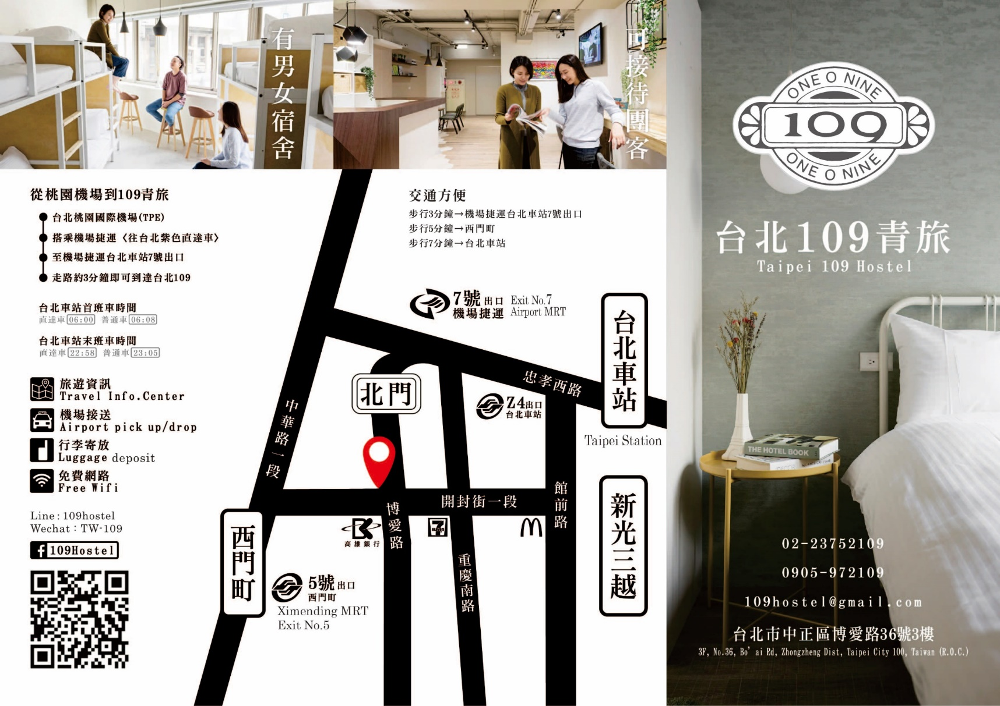 有男女宿舍
可接待團客
從桃園機場到109青旅
台北桃園國際機場(TPE)
搭乘機場捷運〈往台北紫色直達車〉
至機場捷運台北車站7號出口
走路約3分鐘即可到達台北109
台北車站首班車時間
直達車 06:00 普通車 06:08
台北車站末班車時間
直達車 22:58 普通車 23:05
旅遊資訊
Travel Info.Center
機場接送
Airport pick up/drop
行李寄放
Luggage deposit
免費網路
Free Wifi
Line:109hostel
Wechat:TW-109
f 109Hostel
交通方便
步行3分鐘→機場捷運台北車站7號出口
步行5分鐘→西門町
步行7分鐘→台北車站
7號出口 Exit No.7
機場捷運 Airport MRT
台北車站
Taipei Station
忠孝西路
北門
Z4出口
台北車站
中華路一段
TAXI
館前路
開封街一段
博愛路
高雄銀行
7
ELEVEN
新光三越
西門町
重慶南路
5號出口
西門町
Ximending MRT
Exit No.5
ONE O NINE
109
ONE O NINE
台北109青旅
Taipei 109 Hostel
THE HOTEL BOOK
02-23752109
0905-972109
109hostel@gmail.com
台北市中正區博愛路36號3樓
3F, No.36, Bo'ai Rd, Zhongzheng Dist, Taipei City 100, Taiwan (R.O.C.)